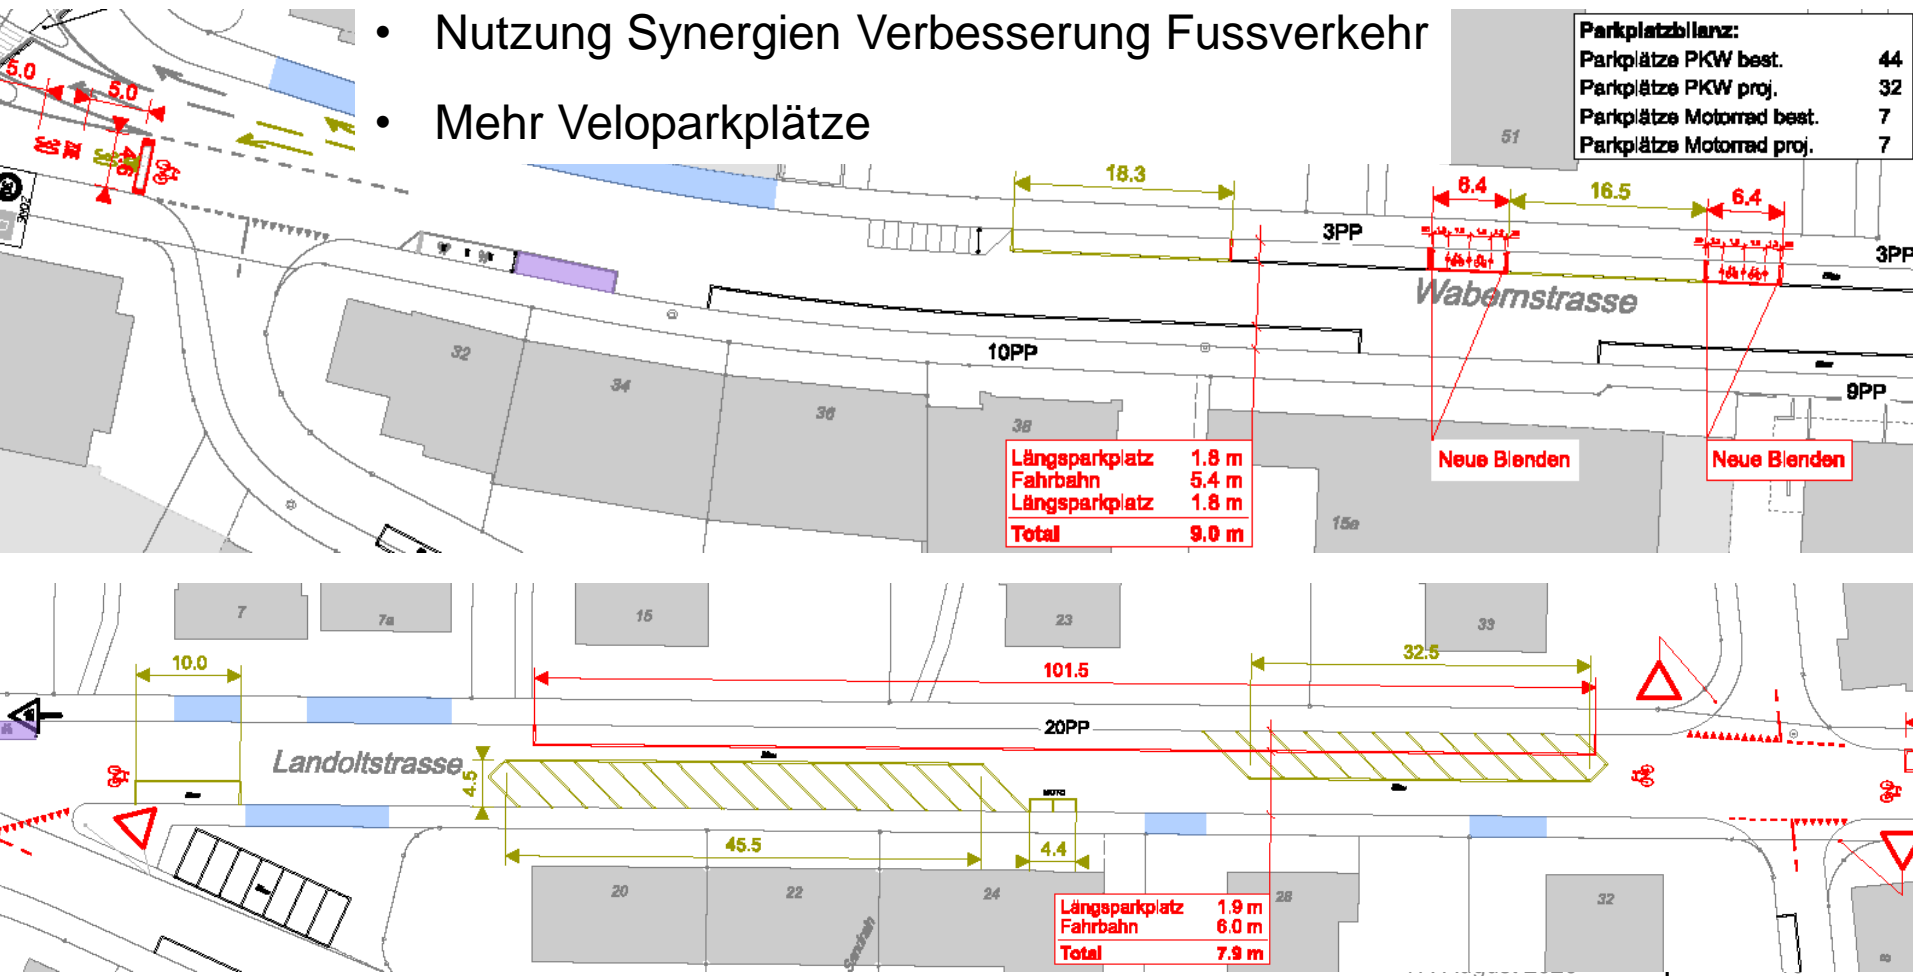 • Nutzung Synergien Verbesserung Fussverkehr
• Mehr Veloparkplätze
Parkplatzbilanz:
Parkplätze PKW best. 44
Parkplätze PKW proj. 32
Parkplätze Motorrad best. 7
Parkplätze Motorrad proj. 7
5.0
5.0
4.6
ZONE
51
18.3
6.4
16.5
6.4
3PP
3PP
Wabernstrasse
10PP
9PP
32
34
36
38
15a
Längsparkplatz 1.8 m
Fahrbahn 5.4 m
Längsparkplatz 1.8 m
Total 9.0 m
Neue Blenden
Neue Blenden
7
7a
15
23
33
10.0
101.5
32.5
20PP
Landoltstrasse
4.5
45.5
4.4
20
22
24
28
32
8
Längsparkplatz 1.9 m
Fahrbahn 6.0 m
Total 7.9 m